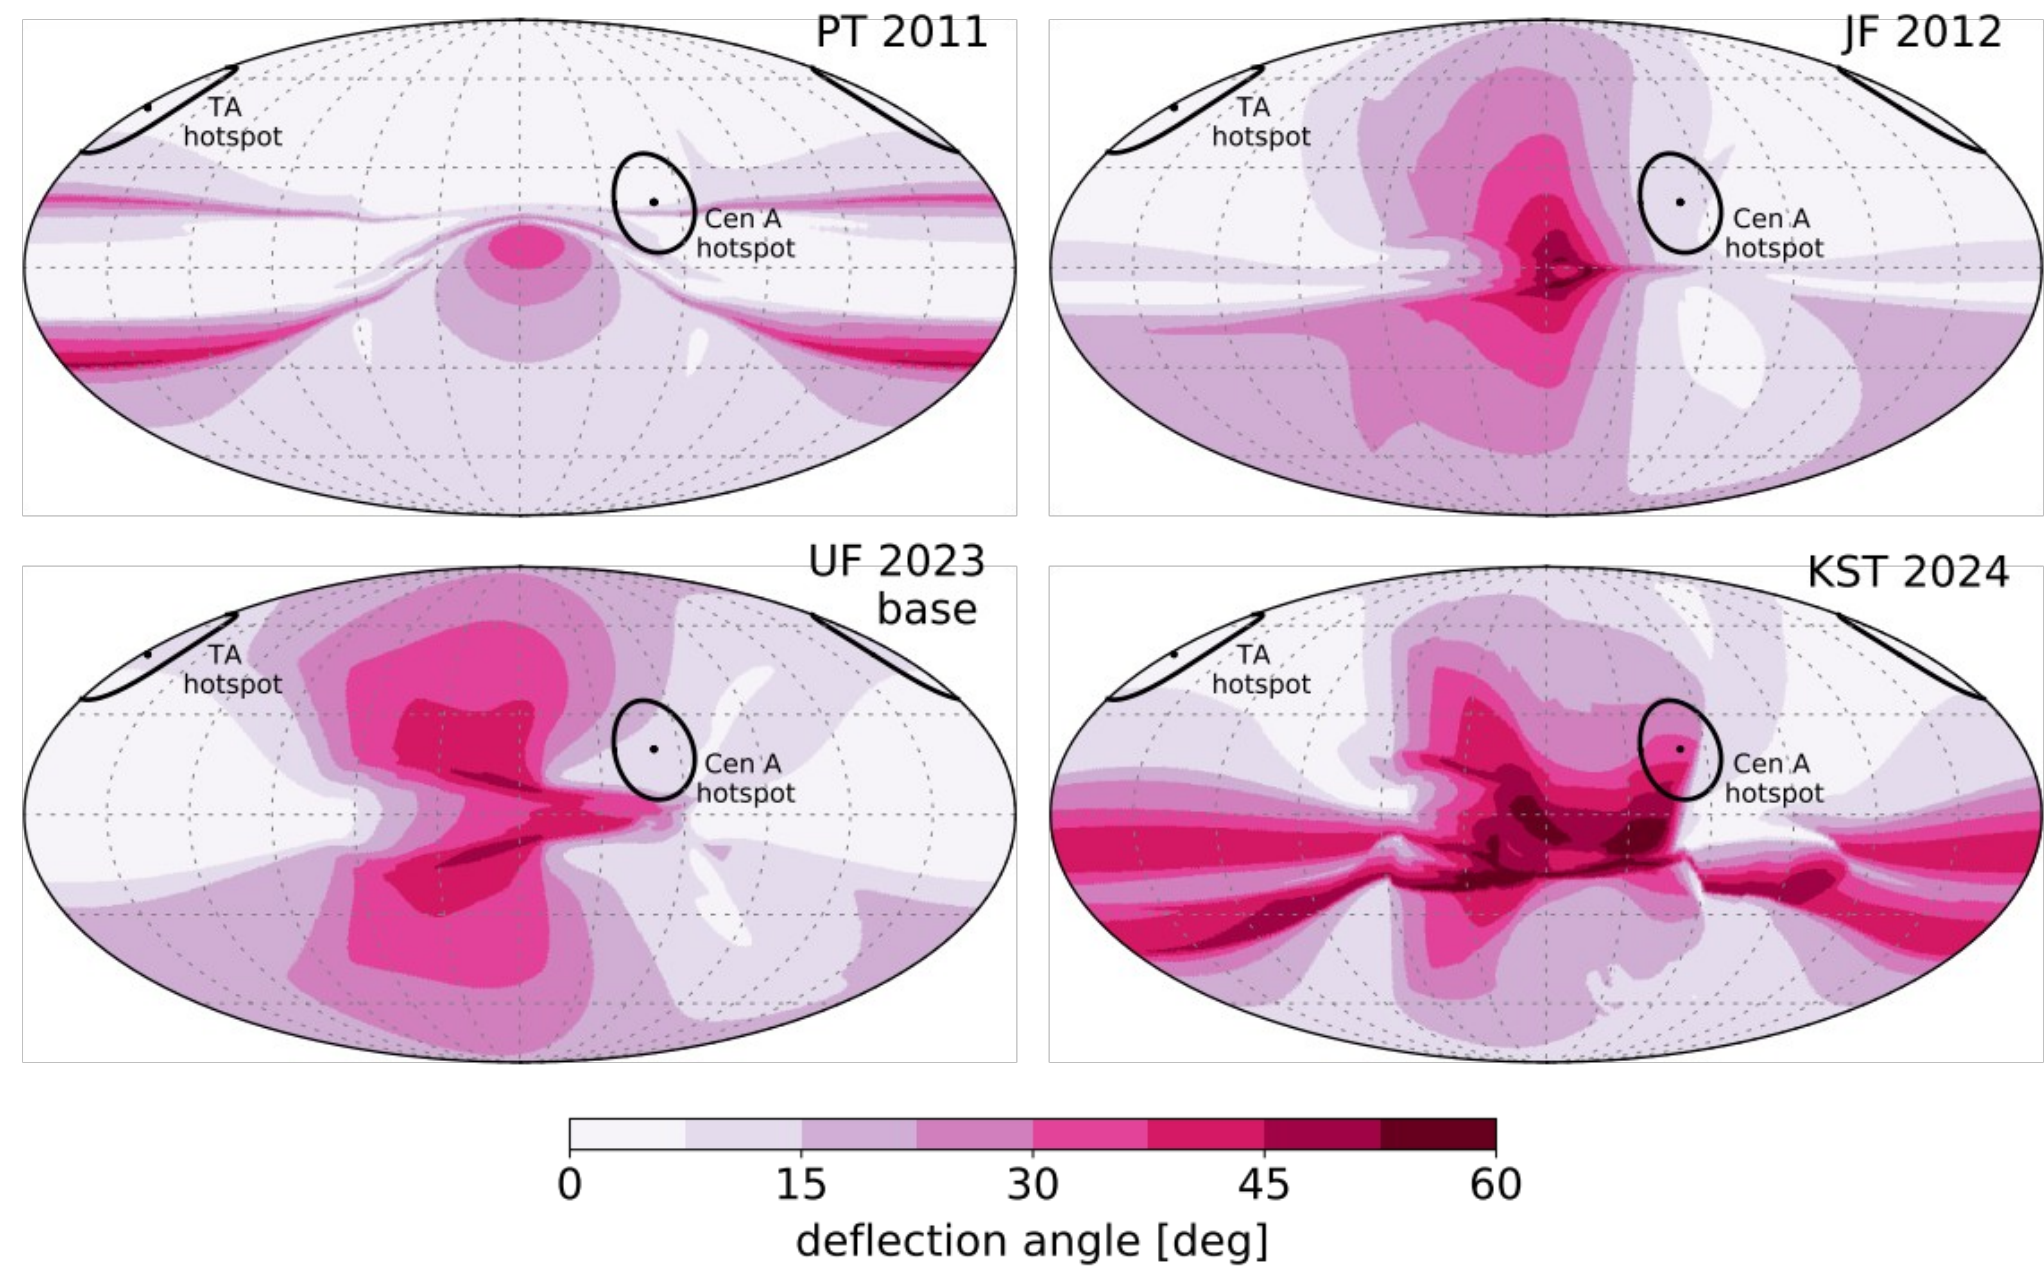 PT 2011
TA
hotspot
Cen A
hotspot
JF 2012
TA
hotspot
Cen A
hotspot
UF 2023
base
TA
hotspot
Cen A
hotspot
KST 2024
TA
hotspot
Cen A
hotspot
0 15 30 45 60
deflection angle [deg]